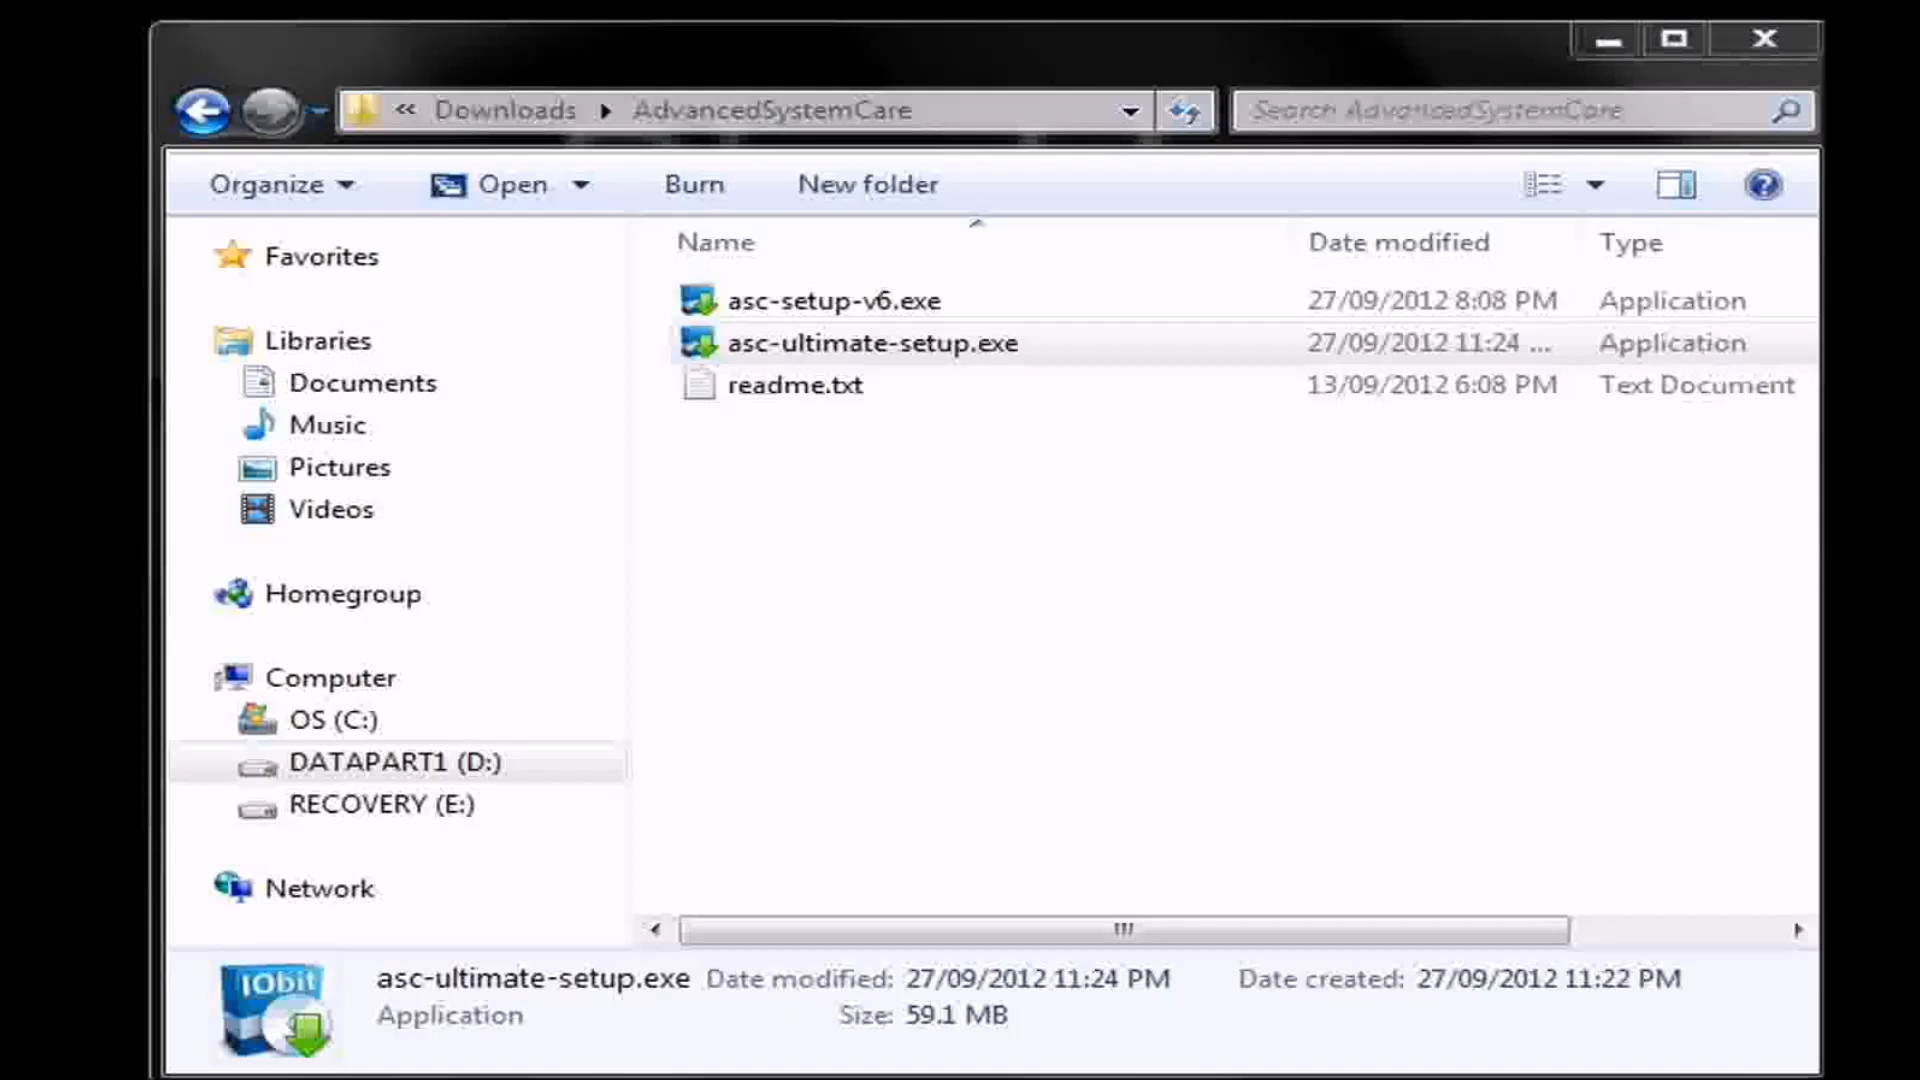 « Downloads ▸ AdvancedSystemCare
Search AdvancedSystemCare
Organize Open Burn New folder
Name Date modified Type
Favorites
Libraries
Documents
Music
Pictures
Videos
Homegroup
Computer
OS (C:)
DATAPART1 (D:)
RECOVERY (E:)
Network
asc-setup-v6.exe 27/09/2012 8:08 PM Application
asc-ultimate-setup.exe 27/09/2012 11:24 ... Application
readme.txt 13/09/2012 6:08 PM Text Document
IObit
asc-ultimate-setup.exe Date modified: 27/09/2012 11:24 PM Date created: 27/09/2012 11:22 PM
Application Size: 59.1 MB